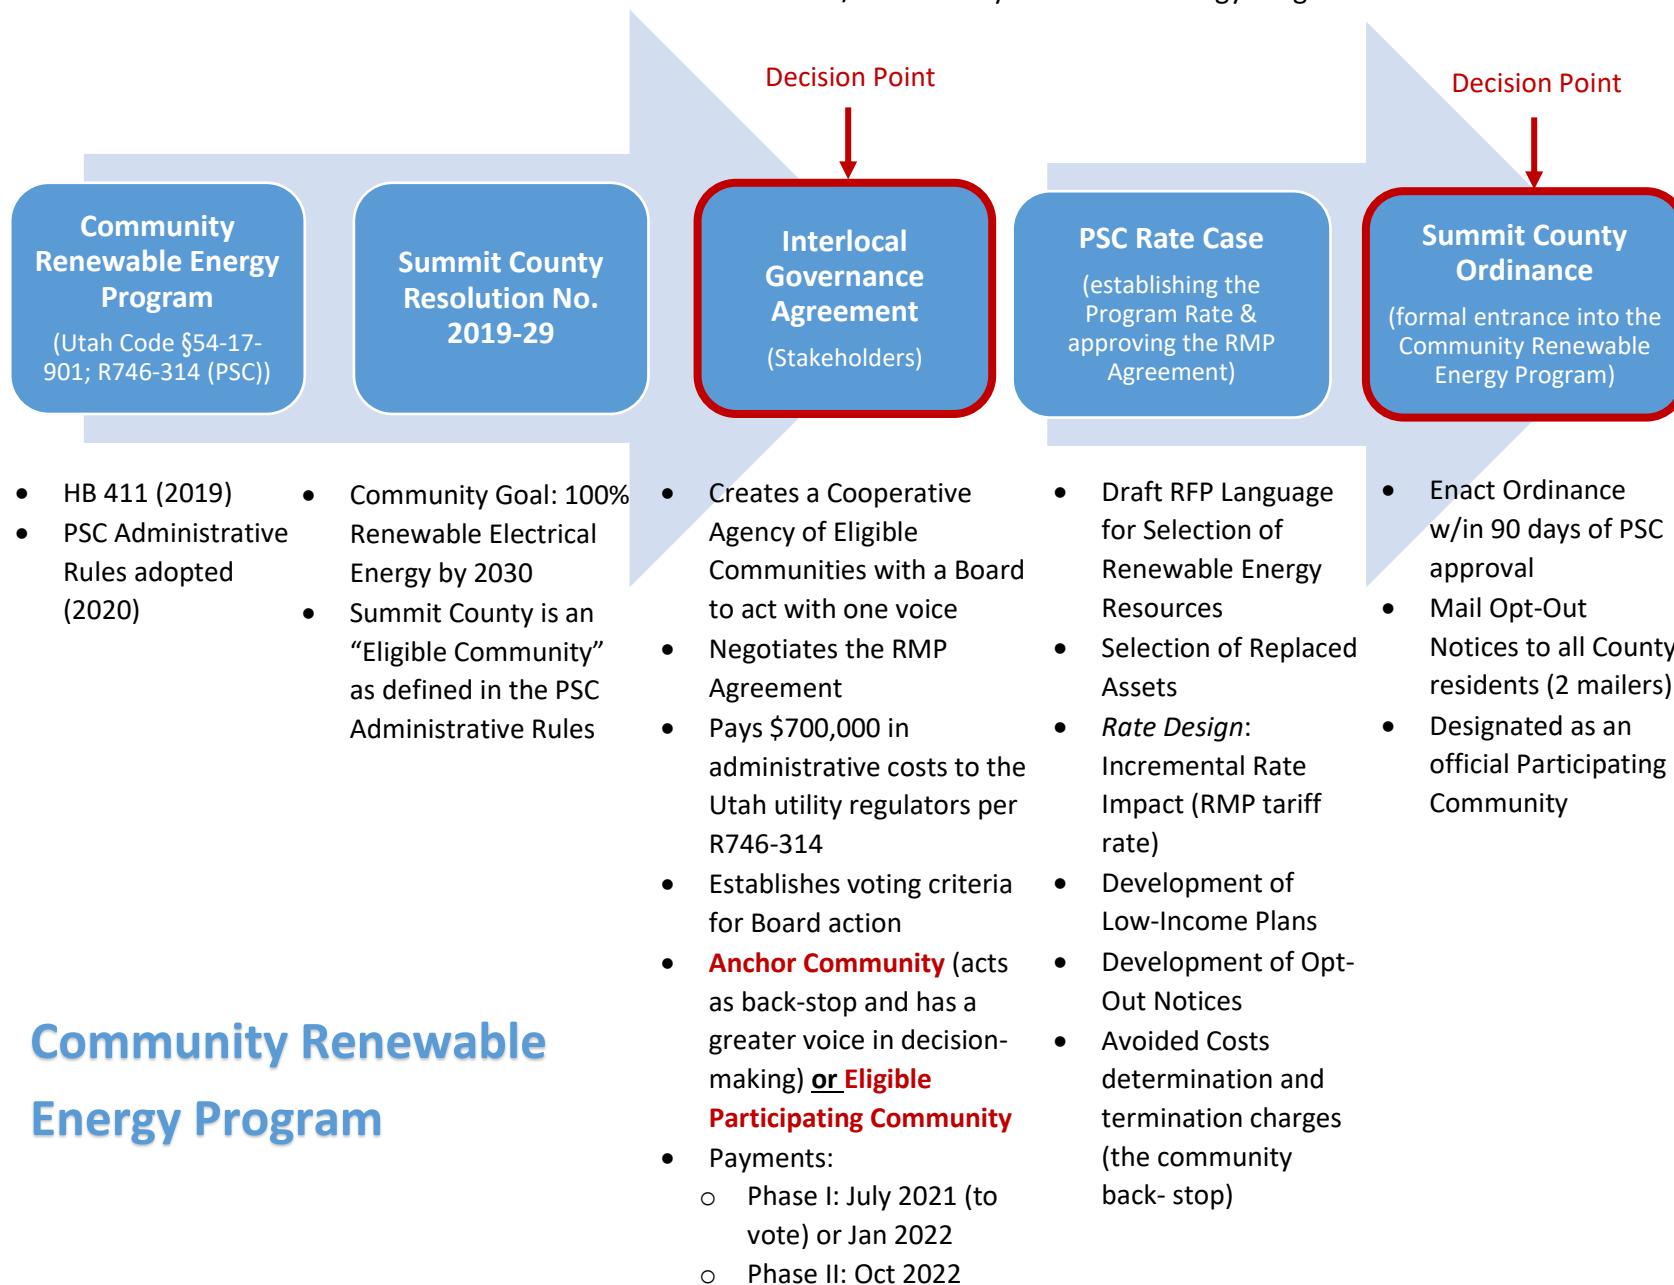 Decision Point
Decision Point
Community
Renewable Energy
Program
(Utah Code §54-17-
901; R746-314 (PSC))
Summit County
Resolution No.
2019-29
Interlocal
Governance
Agreement
(Stakeholders)
PSC Rate Case
(establishing the
Program Rate &
approving the RMP
Agreement)
Summit County
Ordinance
(formal entrance into the
Community Renewable
Energy Program)
• HB 411 (2019)
• PSC Administrative
Rules adopted
(2020)
• Community Goal: 100%
Renewable Electrical
Energy by 2030
• Summit County is an
“Eligible Community”
as defined in the PSC
Administrative Rules
• Creates a Cooperative
Agency of Eligible
Communities with a Board
to act with one voice
• Negotiates the RMP
Agreement
• Pays $700,000 in
administrative costs to the
Utah utility regulators per
R746-314
• Establishes voting criteria
for Board action
• Anchor Community (acts
as back-stop and has a
greater voice in decision-
making) or Eligible
Participating Community
• Payments:
o Phase I: July 2021 (to
vote) or Jan 2022
o Phase II: Oct 2022
• Draft RFP Language
for Selection of
Renewable Energy
Resources
• Selection of Replaced
Assets
• Rate Design:
Incremental Rate
Impact (RMP tariff
rate)
• Development of
Low-Income Plans
• Development of Opt-
Out Notices
• Avoided Costs
determination and
termination charges
(the community
back- stop)
• Enact Ordinance
w/in 90 days of PSC
approval
• Mail Opt-Out
Notices to all County
residents (2 mailers)
• Designated as an
official Participating
Community
Community Renewable
Energy Program